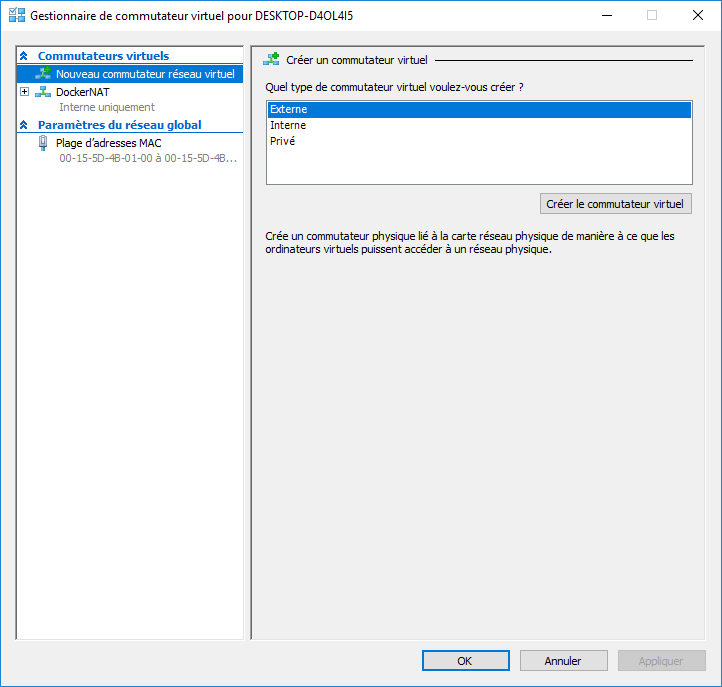 Gestionnaire de commutateur virtuel pour DESKTOP-D4OL4I5
Commutateurs virtuels
Nouveau commutateur réseau virtuel
DockerNAT
Interne uniquement
Paramètres du réseau global
Plage d'adresses MAC
00-15-5D-4B-01-00 à 00-15-5D-4B...
Créer un commutateur virtuel
Quel type de commutateur virtuel voulez-vous créer ?
Externe
Interne
Privé
Créer le commutateur virtuel
Crée un commutateur physique lié à la carte réseau physique de manière à ce que les
ordinateurs virtuels puissent accéder à un réseau physique.
OK
Annuler
Appliquer